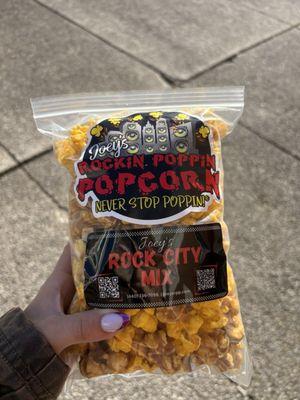 Joey's
ROCKIN. POPPIN
POPCORN
NEVER STOP POPPIN!
Joey's
ROCK CITY
MIX